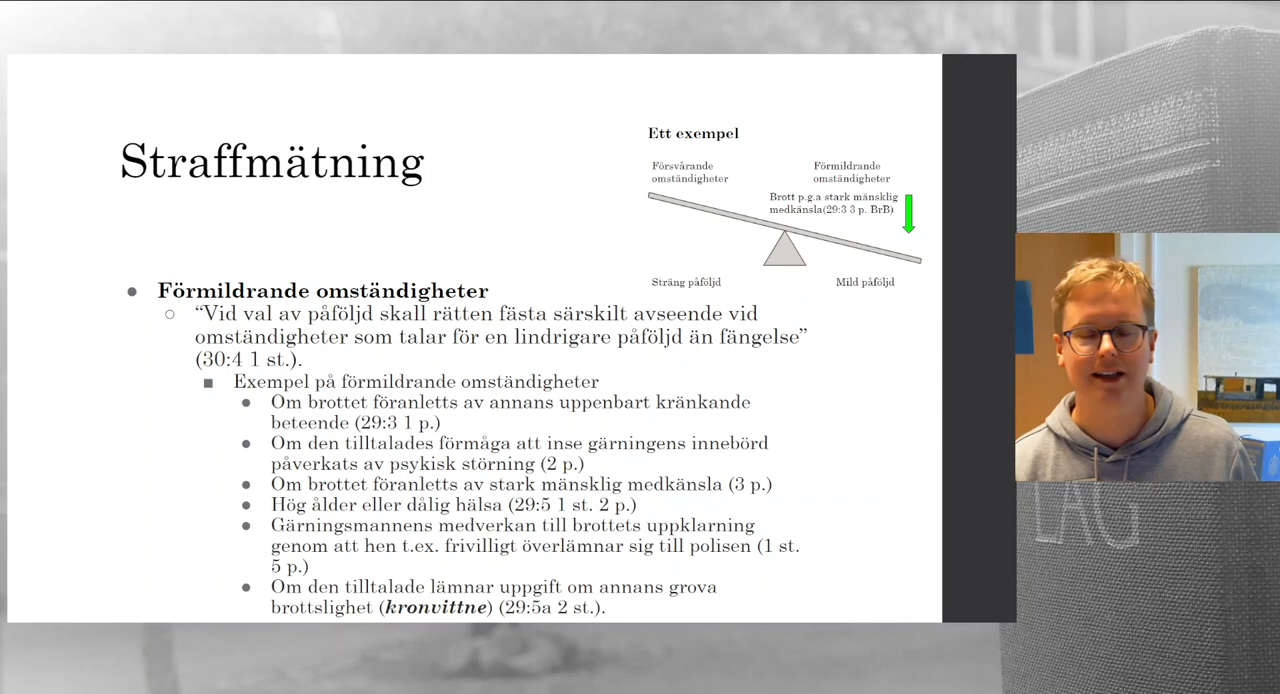 Straffmätning
Ett exempel
Försvårande
omständigheter
Förmildrande
omständigheter
Brott p.g.a stark mänsklig
medkänsla(29:3 3 p. BrB)
Sträng påföljd
Mild påföljd
● Förmildrande omständigheter
○ “Vid val av påföljd skall rätten fästa särskilt avseende vid
omständigheter som talar för en lindrigare påföljd än fängelse”
(30:4 1 st.).
■ Exempel på förmildrande omständigheter
● Om brottet föranletts av annans uppenbart kränkande
beteende (29:3 1 p.)
● Om den tilltalades förmåga att inse gärningens innebörd
påverkats av psykisk störning (2 p.)
● Om brottet föranletts av stark mänsklig medkänsla (3 p.)
● Hög ålder eller dålig hälsa (29:5 1 st. 2 p.)
● Gärningsmannens medverkan till brottets uppklarning
genom att hen t.ex. frivilligt överlämnar sig till polisen (1 st.
5 p.)
● Om den tilltalade lämnar uppgift om annans grova
brottslighet (kronvittne) (29:5a 2 st.).
LAG